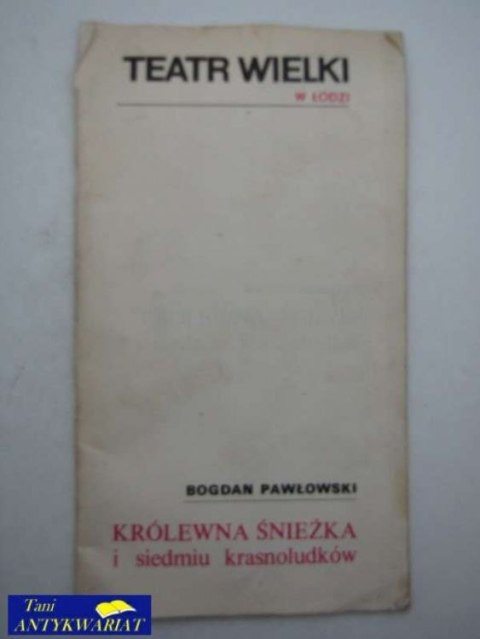 TEATR WIELKI
W ŁODZI
BOGDAN PAWŁOWSKI
KRÓLEWNA ŚNIEŻKA
i siedmiu krasnoludków
Tani
ANTYKWARIAT